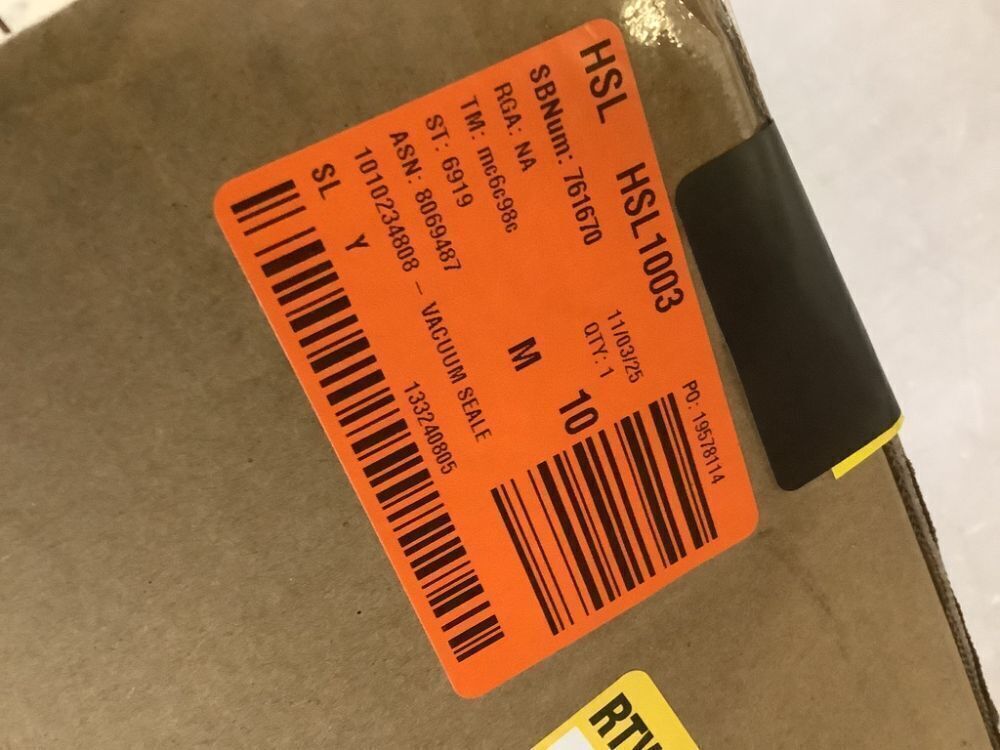 HSL HSL1003
SBNum: 761670 11/03/25 PO: 19578114
RGA: NA QTY: 1
TM: mc6c98c M 10
ST: 6919
ASN: 8069487
1010234808 - VACUUM SEALE
SL Y 133240805
RTV